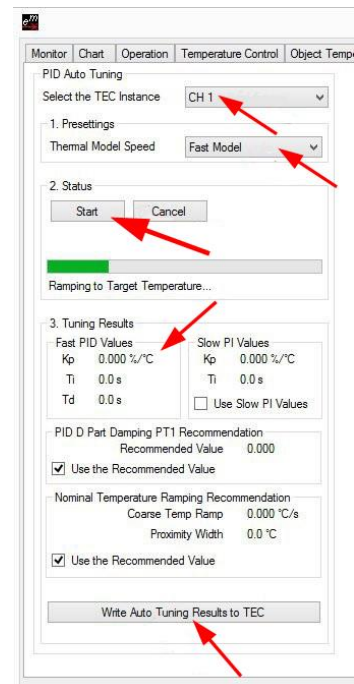 em
Monitor Chart Operation Temperature Control Object Tempe
PID Auto Tuning
Select the TEC Instance CH 1
1. Presettings
Thermal Model Speed Fast Model
2. Status
Start Cancel
Ramping to Target Temperature...
3. Tuning Results
Fast PID Values Slow PI Values
Kp 0.000 %/°C Kp 0.000 %/°C
Ti 0.0 s Ti 0.0 s
Td 0.0 s Use Slow PI Values
PID D Part Damping PT1 Recommendation
Recommended Value 0.000
Use the Recommended Value
Nominal Temperature Ramping Recommendation
Coarse Temp Ramp 0.000 °C/s
Proximity Width 0.0 °C
Use the Recommended Value
Write Auto Tuning Results to TEC